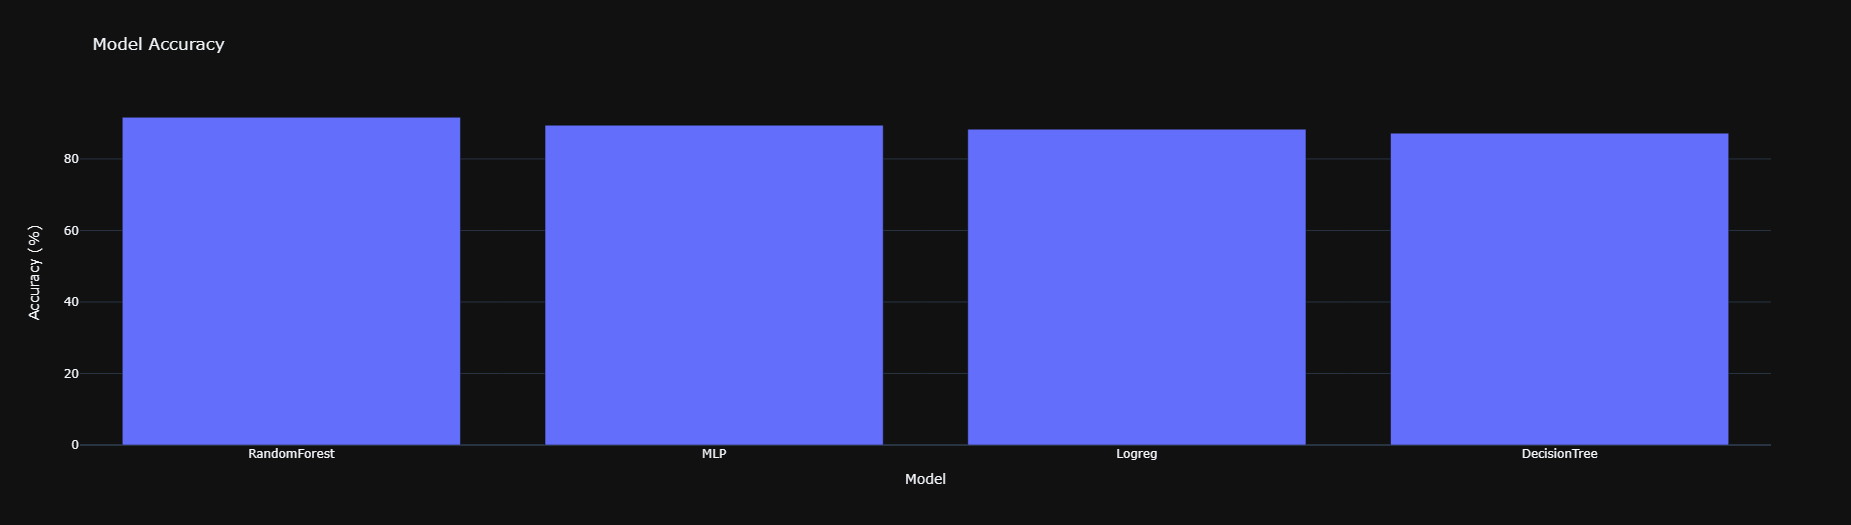 Model Accuracy
Accuracy (%)
80
60
40
20
0
RandomForest
MLP
Logreg
DecisionTree
Model